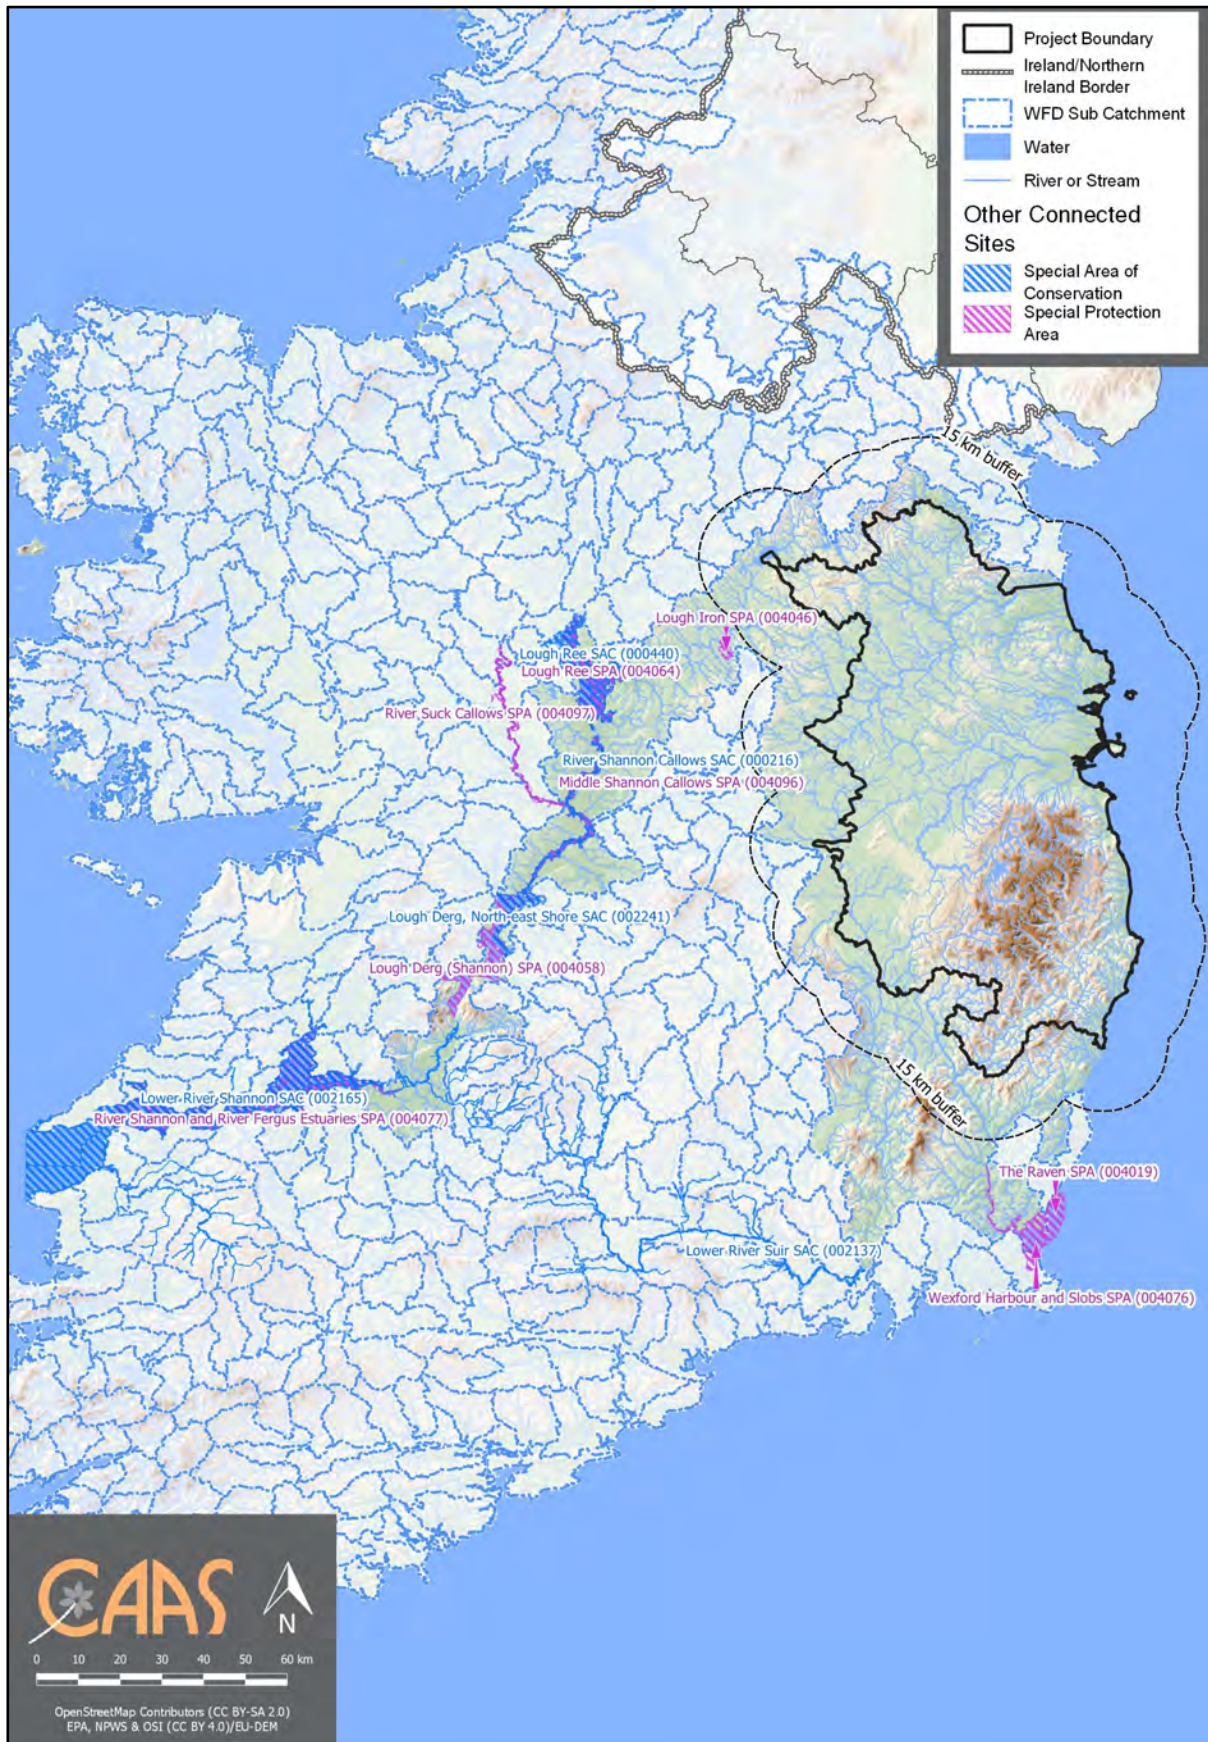 Project Boundary
Ireland/Northern
Ireland Border
WFD Sub Catchment
Water
River or Stream
Other Connected
Sites
Special Area of
Conservation
Special Protection
Area
15 km buffer
Lough Iron SPA (004046)
Lough Ree SAC (000440)
Lough Ree SPA (004064)
River Suck Callows SPA (004097)
River Shannon Callows SAC (000216)
Middle Shannon Callows SPA (004096)
Lough Derg, North-east Shore SAC (002241)
Lough Derg (Shannon) SPA (004058)
15 km buffer
Lower River Shannon SAC (002165)
River Shannon and River Fergus Estuaries SPA (004077)
The Raven SPA (004019)
Lower River Suir SAC (002137)
Wexford Harbour and Slobs SPA (004076)
CAAS
N
0 10 20 30 40 50 60 km
OpenStreetMap Contributors (CC BY-SA 2.0)
EPA, NPWS & OSI (CC BY 4.0)/EU-DEM